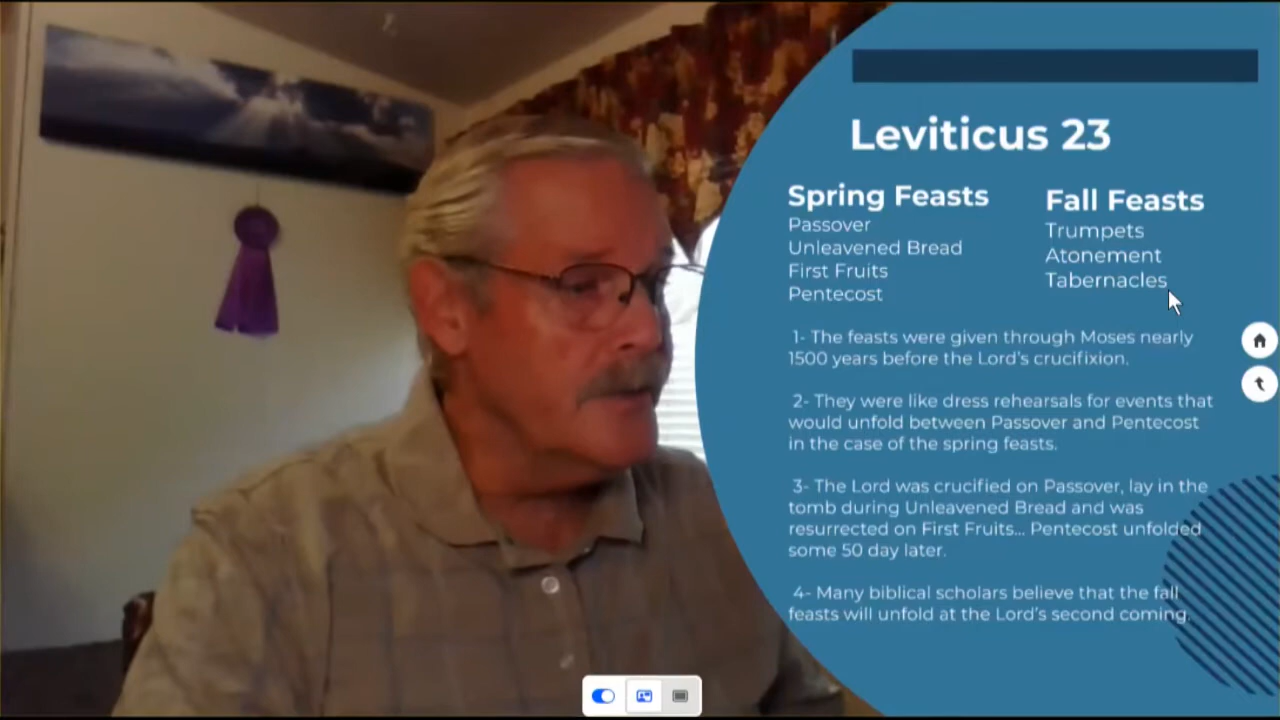 Leviticus 23
Spring Feasts
Passover
Unleavened Bread
First Fruits
Pentecost
Fall Feasts
Trumpets
Atonement
Tabernacles
1- The feasts were given through Moses nearly
1500 years before the Lord's crucifixion.
2- They were like dress rehearsals for events that
would unfold between Passover and Pentecost
in the case of the spring feasts.
3- The Lord was crucified on Passover, lay in the
tomb during Unleavened Bread and was
resurrected on First Fruits... Pentecost unfolded
some 50 day later.
4- Many biblical scholars believe that the fall
feasts will unfold at the Lord's second coming.